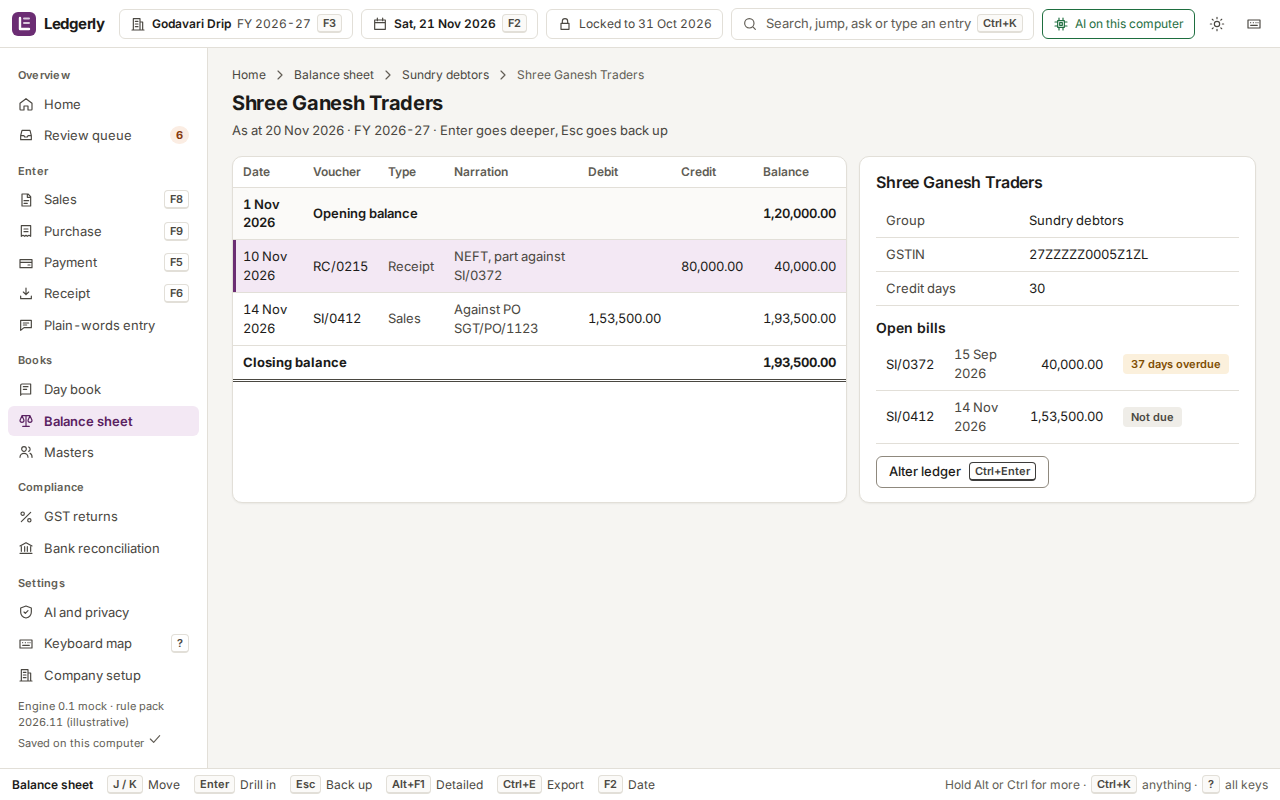 Ledgerly
Godavari Drip FY 2026-27 F3
Sat, 21 Nov 2026 F2
Locked to 31 Oct 2026
Search, jump, ask or type an entry Ctrl+K
AI on this computer
Overview
Home
Review queue 6
Enter
Sales F8
Purchase F9
Payment F5
Receipt F6
Plain-words entry
Books
Day book
Balance sheet
Masters
Compliance
GST returns
Bank reconciliation
Settings
AI and privacy
Keyboard map ?
Company setup
Engine 0.1 mock · rule pack
2026.11 (illustrative)
Saved on this computer
Home > Balance sheet > Sundry debtors > Shree Ganesh Traders
Shree Ganesh Traders
As at 20 Nov 2026 · FY 2026-27 · Enter goes deeper, Esc goes back up
Date Voucher Type Narration Debit Credit Balance
1 Nov
2026 Opening balance 1,20,000.00
10 Nov
2026 RC/0215 Receipt NEFT, part against
SI/0372 80,000.00 40,000.00
14 Nov
2026 SI/0412 Sales Against PO
SGT/PO/1123 1,53,500.00 1,93,500.00
Closing balance 1,93,500.00
Shree Ganesh Traders
Group Sundry debtors
GSTIN 27ZZZZZ0005Z1ZL
Credit days 30
Open bills
SI/0372 15 Sep
2026 40,000.00 37 days overdue
SI/0412 14 Nov
2026 1,53,500.00 Not due
Alter ledger Ctrl+Enter
Balance sheet J / K Move Enter Drill in Esc Back up Alt+F1 Detailed Ctrl+E Export F2 Date
Hold Alt or Ctrl for more · Ctrl+K anything · ? all keys